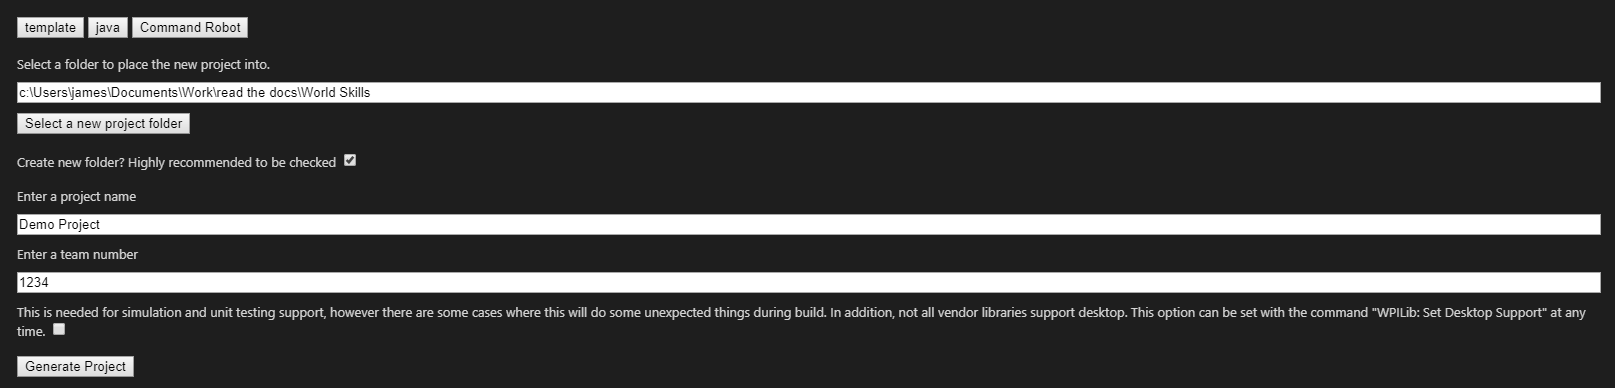 template java Command Robot
Select a folder to place the new project into.
c:\Users\james\Documents\Work\read the docs\World Skills
Select a new project folder
Create new folder? Highly recommended to be checked
Enter a project name
Demo Project
Enter a team number
1234
This is needed for simulation and unit testing support, however there are some cases where this will do some unexpected things during build. In addition, not all vendor libraries support desktop. This option can be set with the command "WPILib: Set Desktop Support" at any
time.
Generate Project